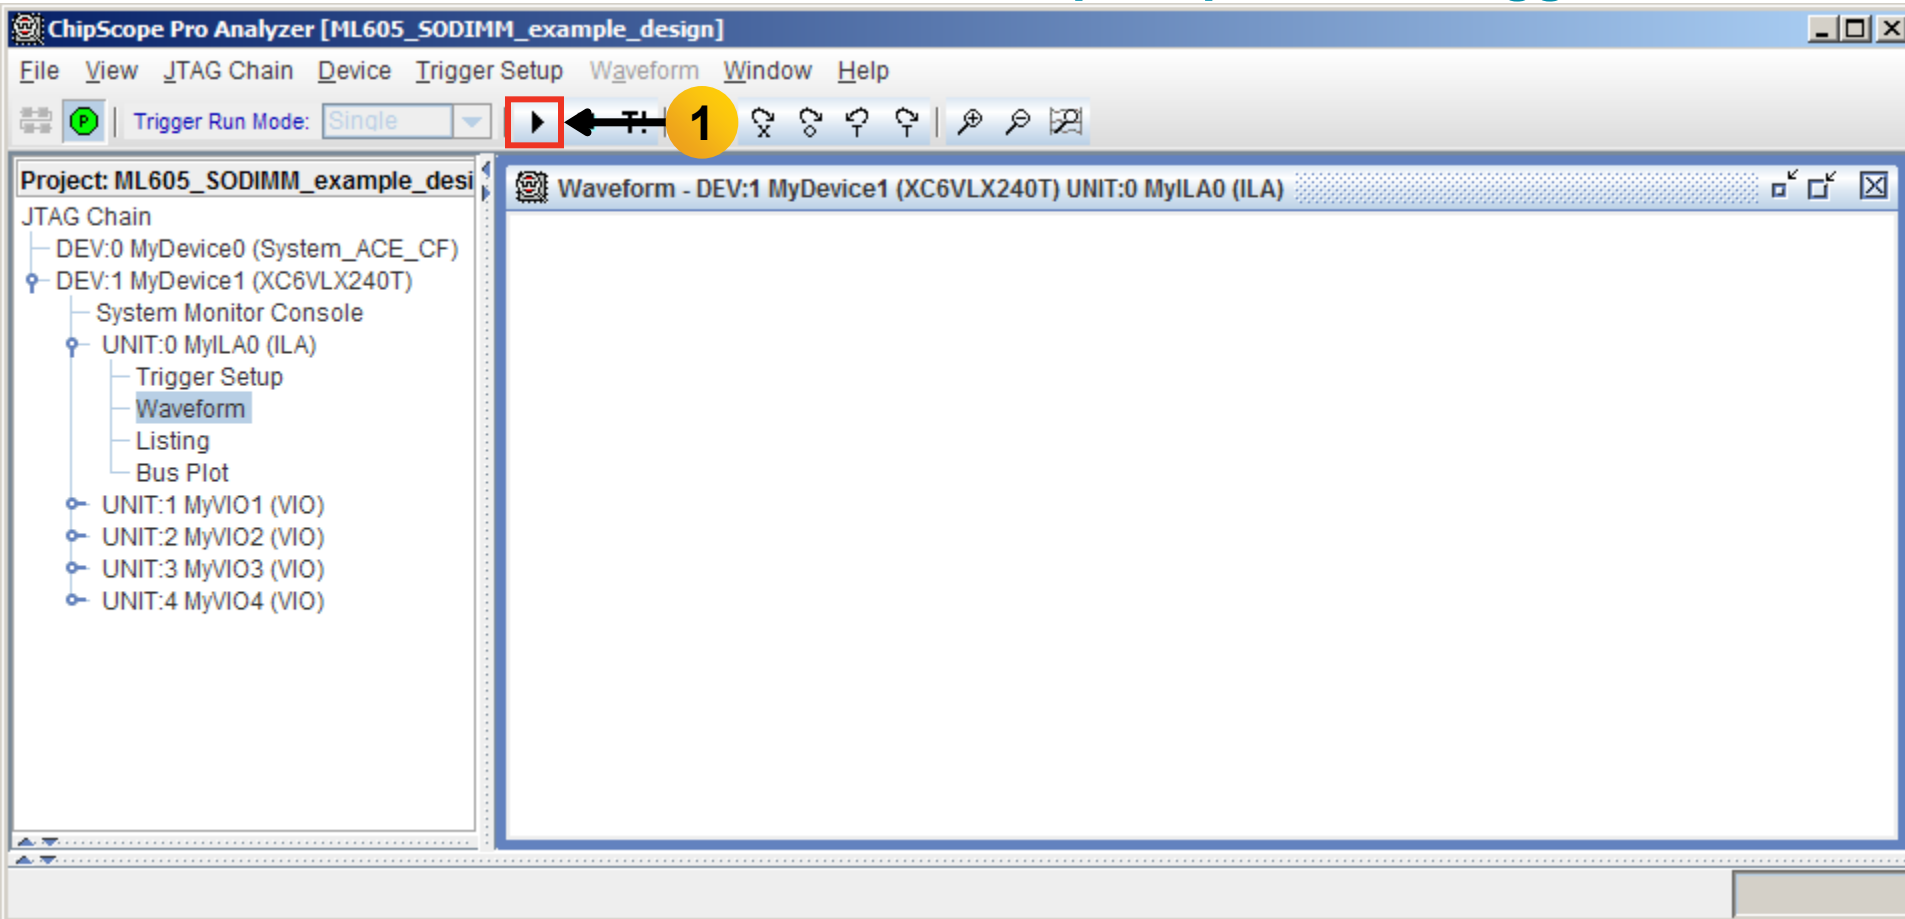 ChipScope Pro Analyzer [ML605_SODIMM_example_design]
File View JTAG Chain Device Trigger Setup Waveform Window Help
Trigger Run Mode: Single T! 1
Project: ML605_SODIMM_example_desi
JTAG Chain
DEV:0 MyDevice0 (System_ACE_CF)
DEV:1 MyDevice1 (XC6VLX240T)
System Monitor Console
UNIT:0 MyILA0 (ILA)
Trigger Setup
Waveform
Listing
Bus Plot
UNIT:1 MyVIO1 (VIO)
UNIT:2 MyVIO2 (VIO)
UNIT:3 MyVIO3 (VIO)
UNIT:4 MyVIO4 (VIO)
Waveform - DEV:1 MyDevice1 (XC6VLX240T) UNIT:0 MyILA0 (ILA)